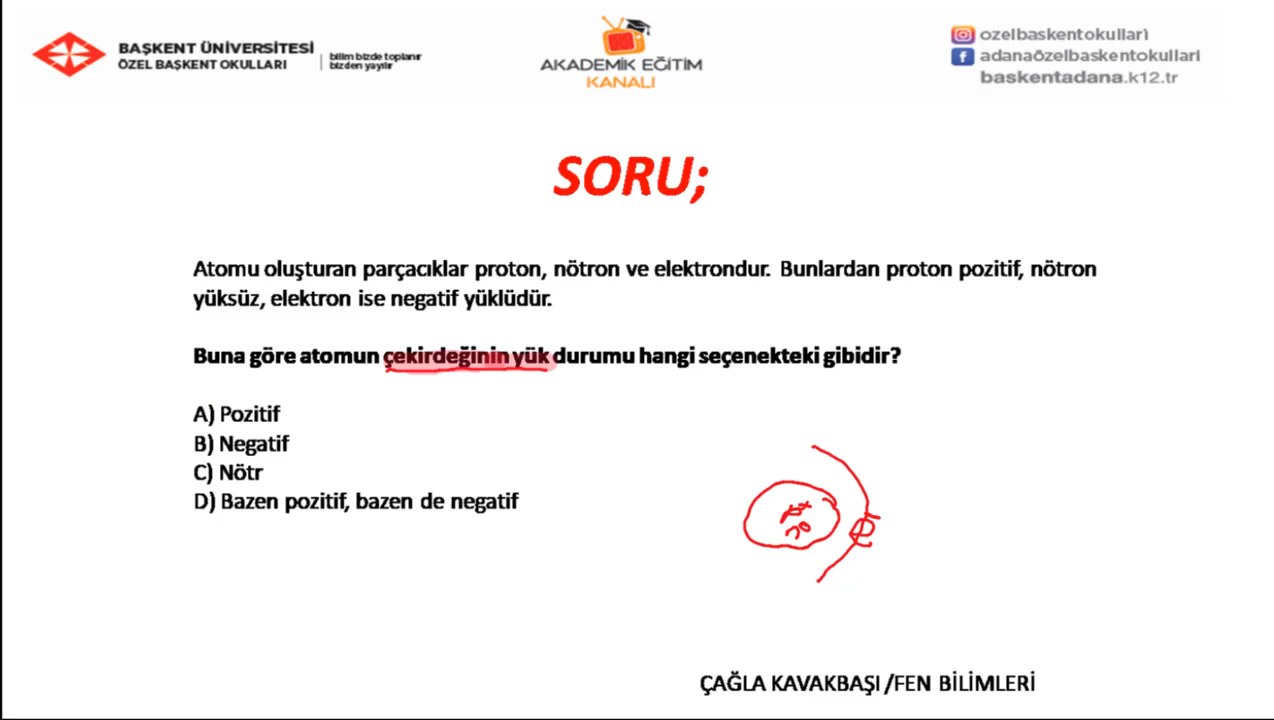 BAŞKENT ÜNİVERSİTESİ
ÖZEL BAŞKENT OKULLARI
bilim bizde toplanır
bizden yayılır
AKADEMİK EĞİTİM
KANALI
ozelbaskentokullari
adanaözelbaskentokullari
baskentadana.k12.tr
SORU;
Atomu oluşturan parçacıklar proton, nötron ve elektrondur. Bunlardan proton pozitif, nötron
yüksüz, elektron ise negatif yüklüdür.
Buna göre atomun çekirdeğinin yük durumu hangi seçenekteki gibidir?
A) Pozitif
B) Negatif
C) Nötr
D) Bazen pozitif, bazen de negatif
ÇAĞLA KAVAKBAŞI /FEN BİLİMLERİ